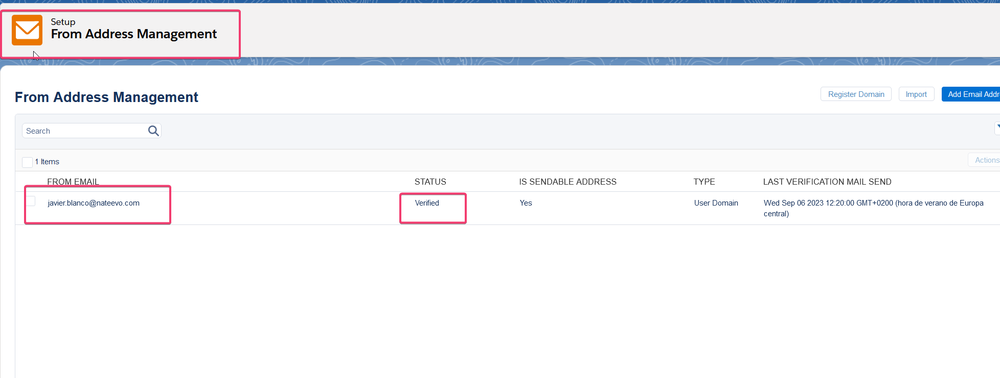 Setup
From Address Management
From Address Management
Register Domain
Import
Add Email Addr
Search
1 Items
Actions
FROM EMAIL
STATUS
IS SENDABLE ADDRESS
TYPE
LAST VERIFICATION MAIL SEND
javier.blanco@nateevo.com
Verified
Yes
User Domain
Wed Sep 06 2023 12:20:00 GMT+0200 (hora de verano de Europa
central)